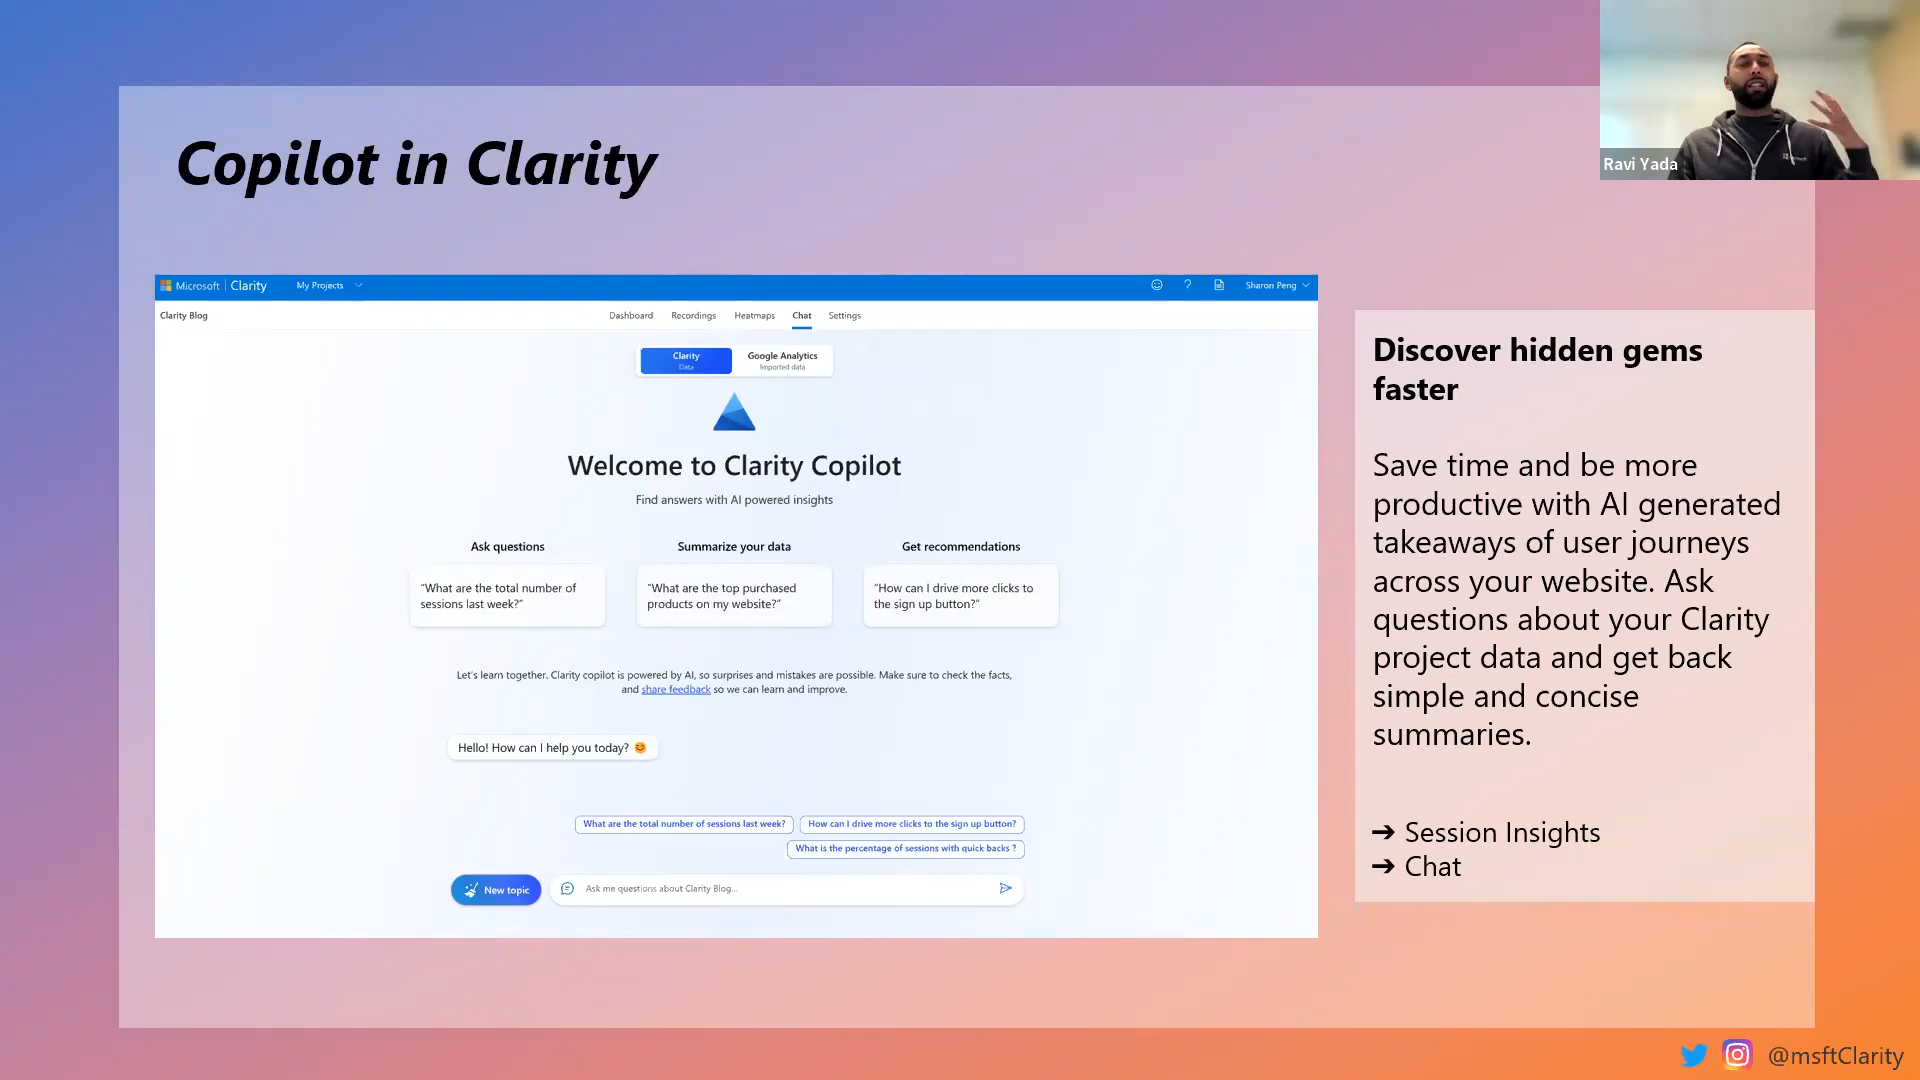 Ravi Yada
Copilot in Clarity
Microsoft | Clarity My Projects
Sharon Peng
Clarity Blog
Dashboard Recordings Heatmaps Chat Settings
Clarity
Data
Google Analytics
Imported data
Welcome to Clarity Copilot
Find answers with AI powered insights
Ask questions
"What are the total number of
sessions last week?"
Summarize your data
"What are the top purchased
products on my website?"
Get recommendations
"How can I drive more clicks to
the sign up button?"
Let's learn together. Clarity copilot is powered by AI, so surprises and mistakes are possible. Make sure to check the facts,
and share feedback so we can learn and improve.
Hello! How can I help you today? 😊
What are the total number of sessions last week?
How can I drive more clicks to the sign up button?
What is the percentage of sessions with quick backs ?
New topic
Ask me questions about Clarity Blog...
Discover hidden gems
faster
Save time and be more
productive with AI generated
takeaways of user journeys
across your website. Ask
questions about your Clarity
project data and get back
simple and concise
summaries.
➔ Session Insights
➔ Chat
@msftClarity